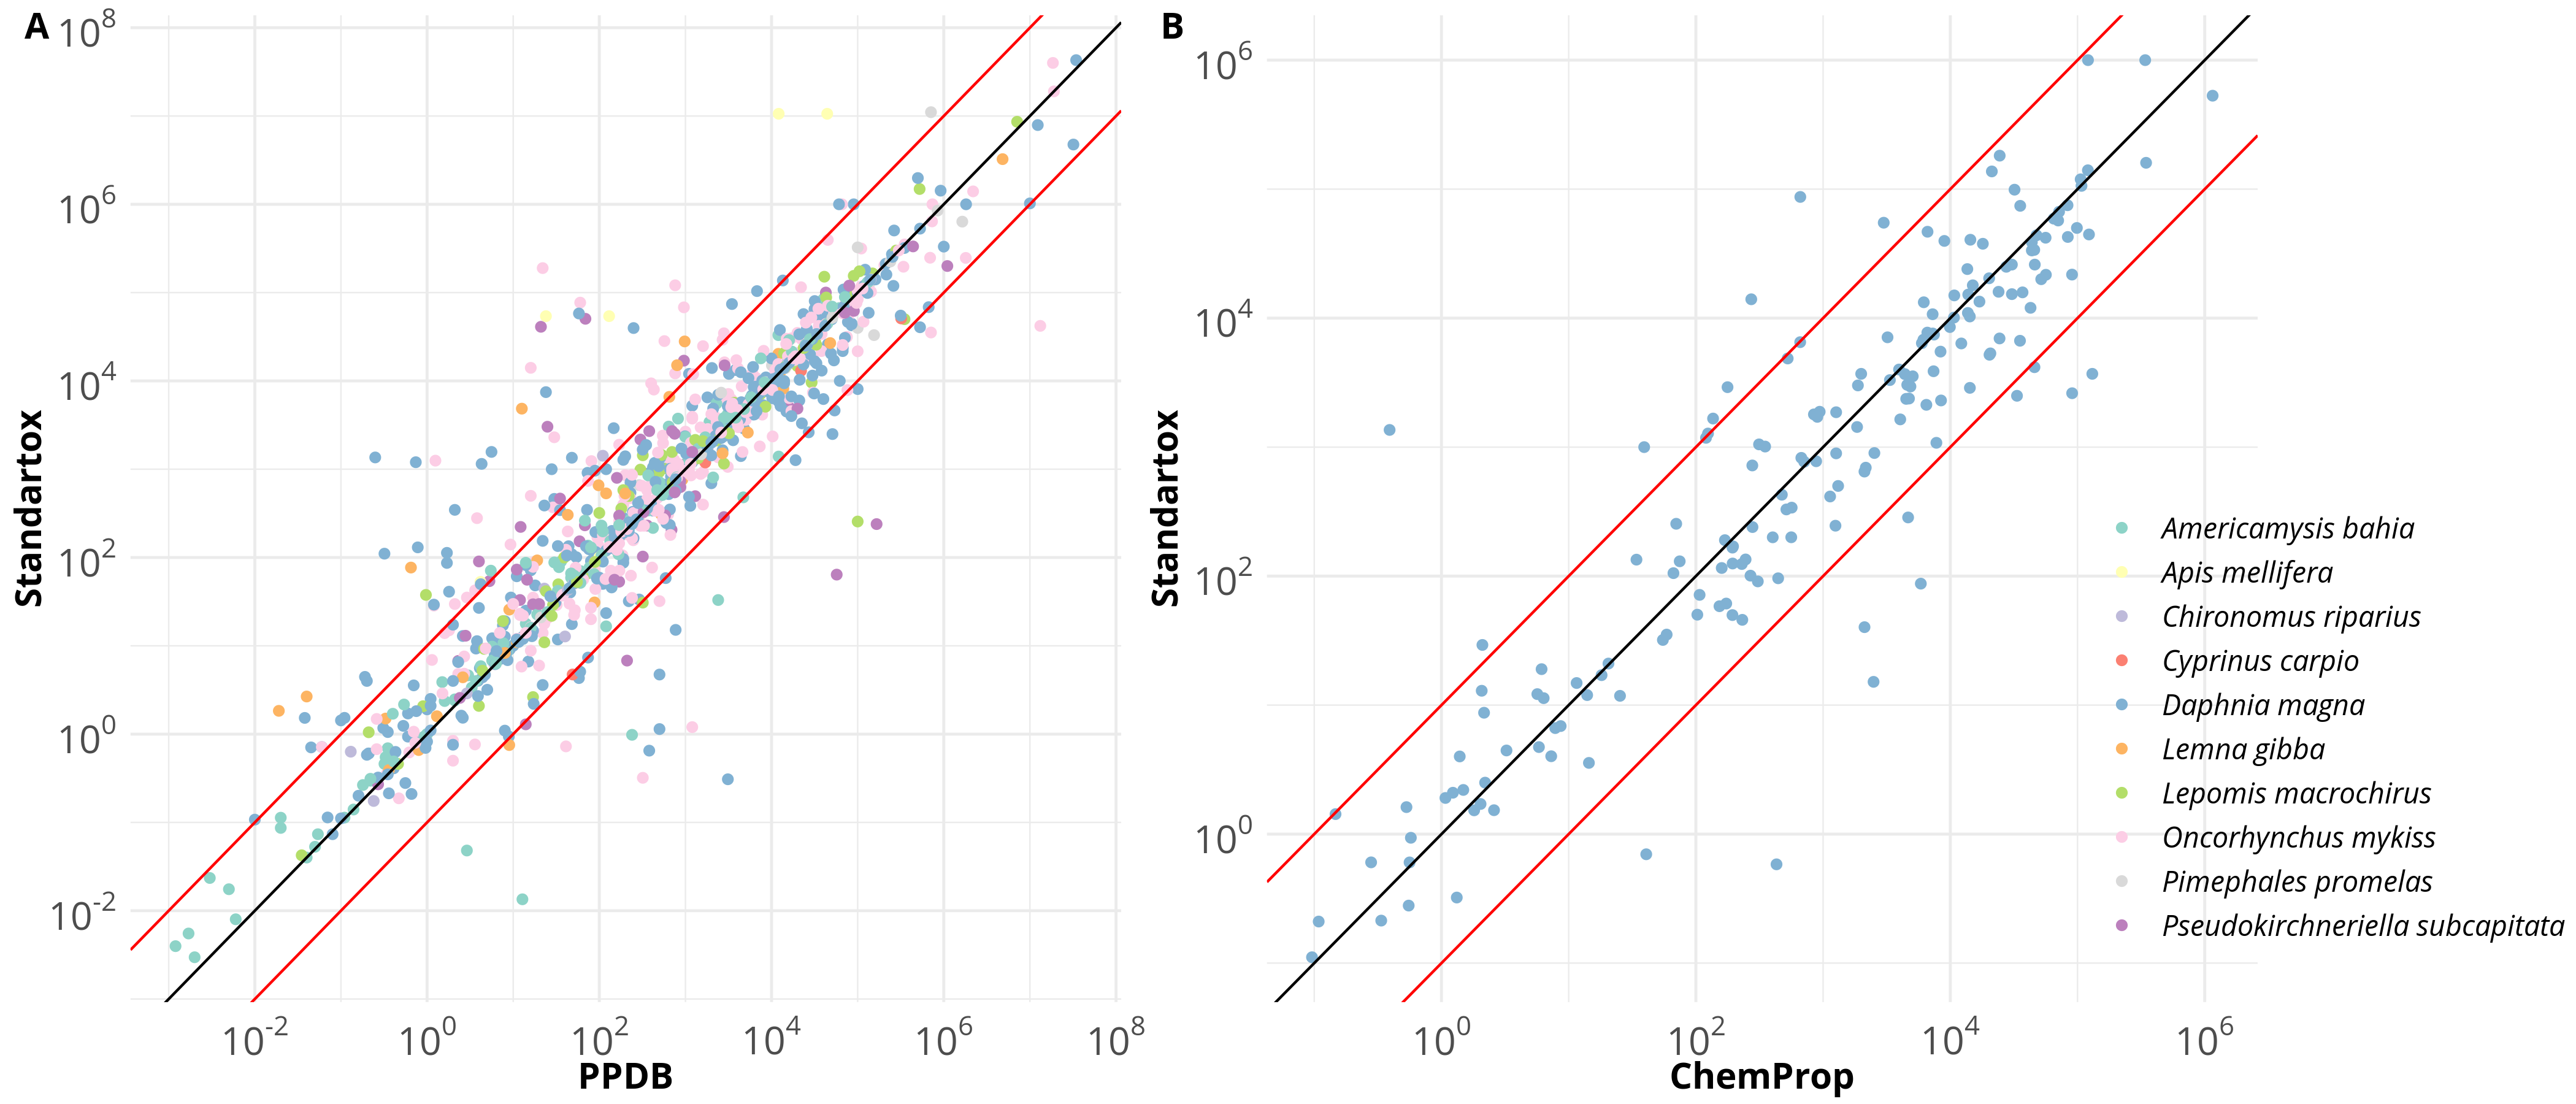 A
10^8
10^6
10^4
10^2
10^0
10^-2
Standartox
10^-2 10^0 10^2 10^4 10^6 10^8
PPDB
B
10^6
10^4
10^2
10^0
Standartox
10^0 10^2 10^4 10^6
ChemProp
Americamysis bahia
Apis mellifera
Chironomus riparius
Cyprinus carpio
Daphnia magna
Lemna gibba
Lepomis macrochirus
Oncorhynchus mykiss
Pimephales promelas
Pseudokirchneriella subcapitata